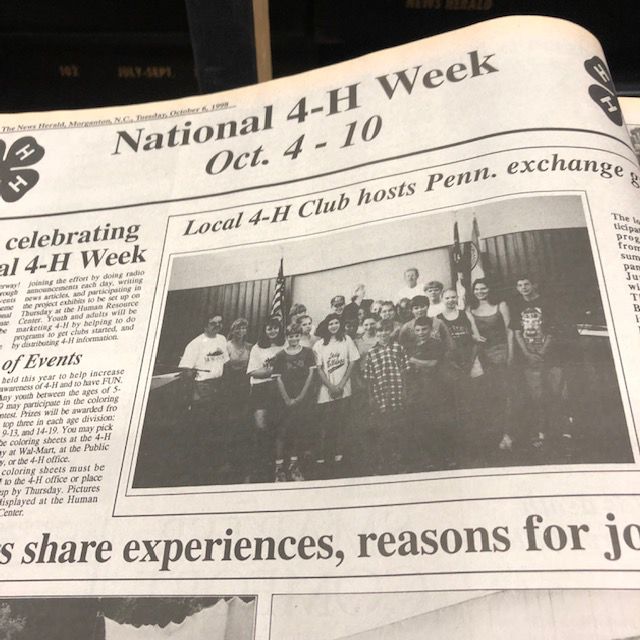 NEWS HERALD
102
JULY-SEPT
The News Herald, Morganton, N.C., Tuesday, October 6, 1998
National 4-H Week
Oct. 4 - 10
H
H
H
H
celebrating
al 4-H Week
joining the effort by doing radio
announcements each day, writing
news articles, and participating in
the project exhibits to be set up on
Thursday at the Human Resource
Center. Youth and adults will be
marketing 4-H by helping to do
programs to get clubs started, and
by distributing 4-H information.
of Events
held this year to help increase
awareness of 4-H and to have FUN.
Any youth between the ages of 5-
may participate in the coloring
ntest. Prizes will be awarded fro
top three in each age division:
9-13, and 14-19. You may pick
he coloring sheets at the 4-H
ay at Wal-Mart, at the Public
y, or the 4-H office.
coloring sheets must be
to the 4-H office or place
up by Thursday. Pictures
displayed at the Human
Center.
Local 4-H Club hosts Penn. exchange g
s share experiences, reasons for jo